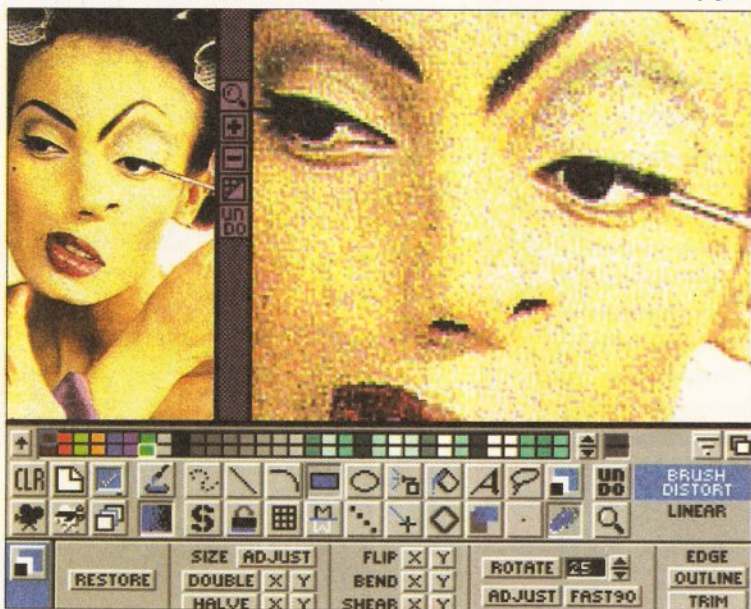 UN
DO
CLR
UN
DO
BRUSH
DISTORT
$
A
M
LINEAR
SIZE ADJUST
FLIP X Y
EDGE
RESTORE
DOUBLE X Y
BEND X Y
ROTATE 25
OUTLINE
HALVE X Y
SHEAR X Y
ADJUST FAST90
TRIM